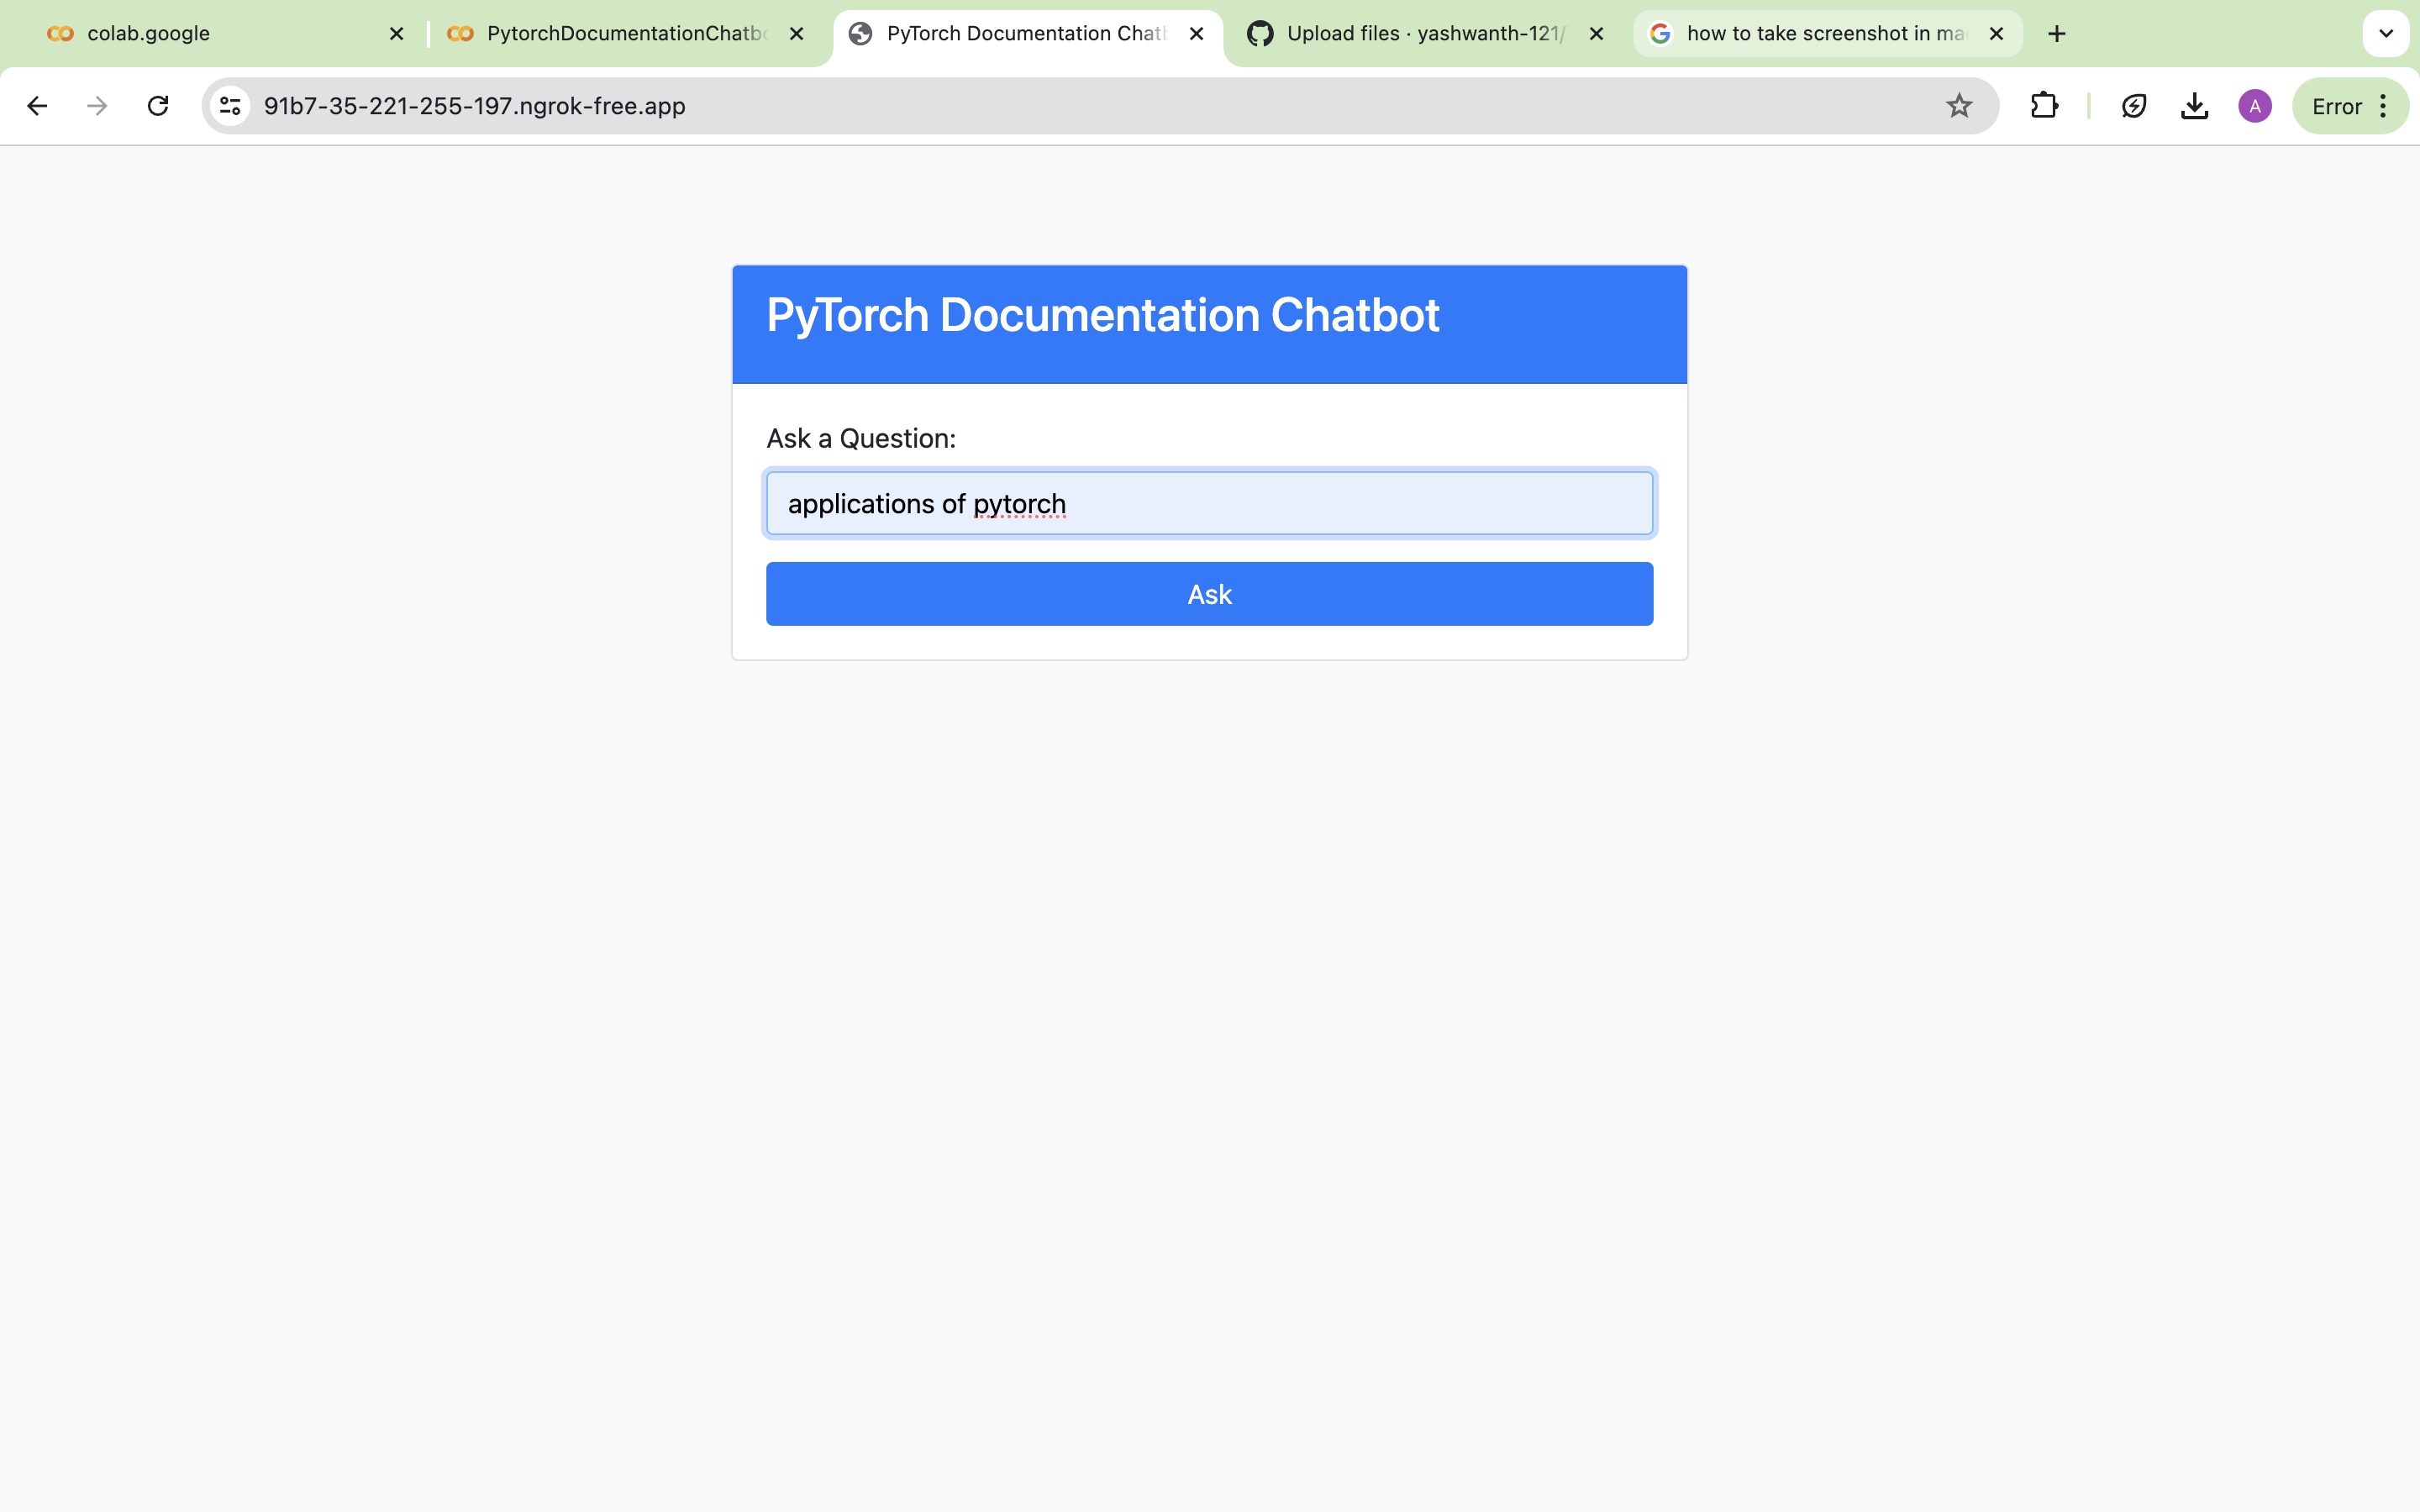 colab.google
PytorchDocumentationChatb
PyTorch Documentation Chat
Upload files · yashwanth-121/
how to take screenshot in ma
91b7-35-221-255-197.ngrok-free.app
A
Error
PyTorch Documentation Chatbot
Ask a Question:
applications of pytorch
Ask